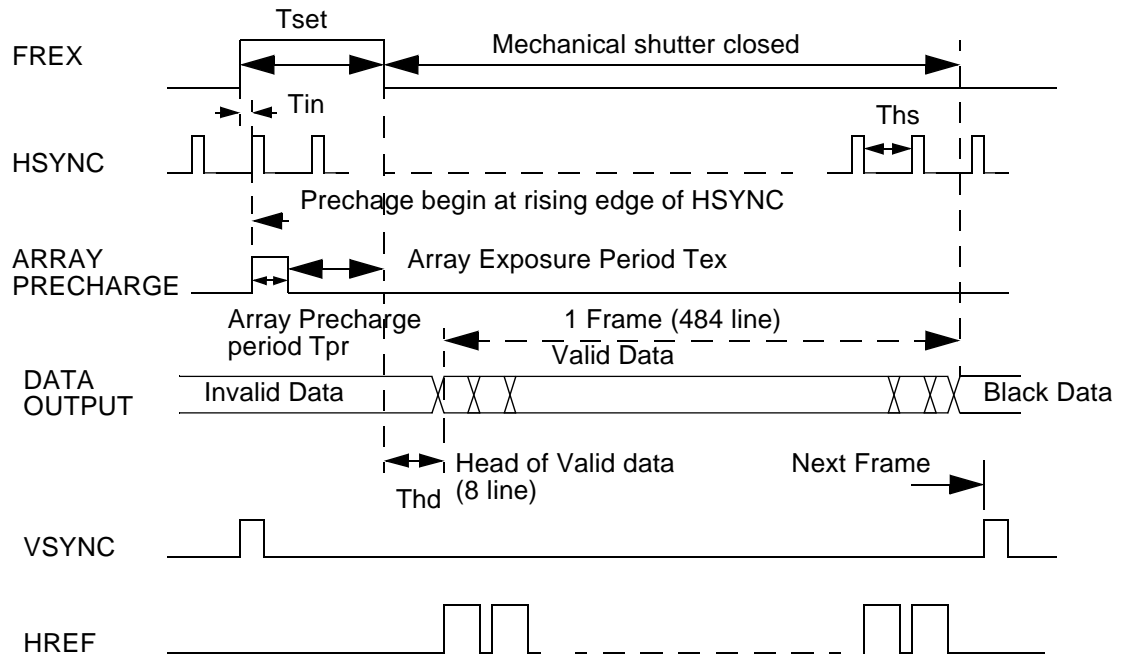 Tset
FREX
Mechanical shutter closed
Tin
Ths
HSYNC
Prechage begin at rising edge of HSYNC
ARRAY
PRECHARGE
Array Exposure Period Tex
Array Precharge
period Tpr
1 Frame (484 line)
Valid Data
DATA
OUTPUT
Invalid Data
Black Data
Head of Valid data
(8 line)
Next Frame
Thd
VSYNC
HREF